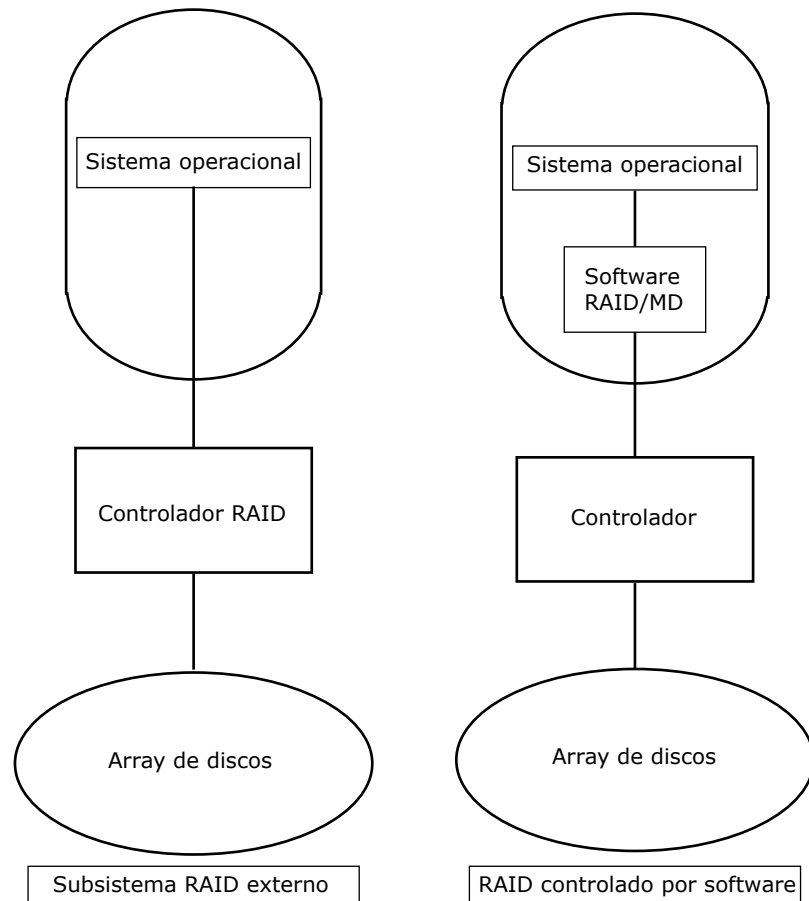 Sistema operacional
Controlador RAID
Array de discos
Subsistema RAID externo
Sistema operacional
Software
RAID/MD
Controlador
Array de discos
RAID controlado por software